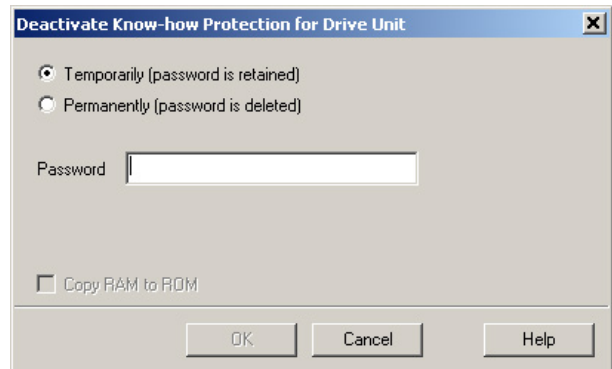 Deactivate Know-how Protection for Drive Unit
Temporarily (password is retained)
Permanently (password is deleted)
Password
Copy RAM to ROM
OK Cancel Help